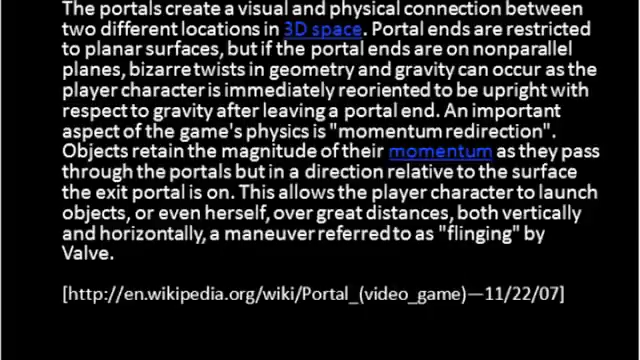 The portals create a visual and physical connection between
two different locations in 3D space. Portal ends are restricted
to planar surfaces, but if the portal ends are on nonparallel
planes, bizarre twists in geometry and gravity can occur as the
player character is immediately reoriented to be upright with
respect to gravity after leaving a portal end. An important
aspect of the game's physics is "momentum redirection".
Objects retain the magnitude of their momentum as they pass
through the portals but in a direction relative to the surface
the exit portal is on. This allows the player character to launch
objects, or even herself, over great distances, both vertically
and horizontally, a maneuver referred to as "flinging" by
Valve.
[http://en.wikipedia.org/wiki/Portal_(video_game)—11/22/07]